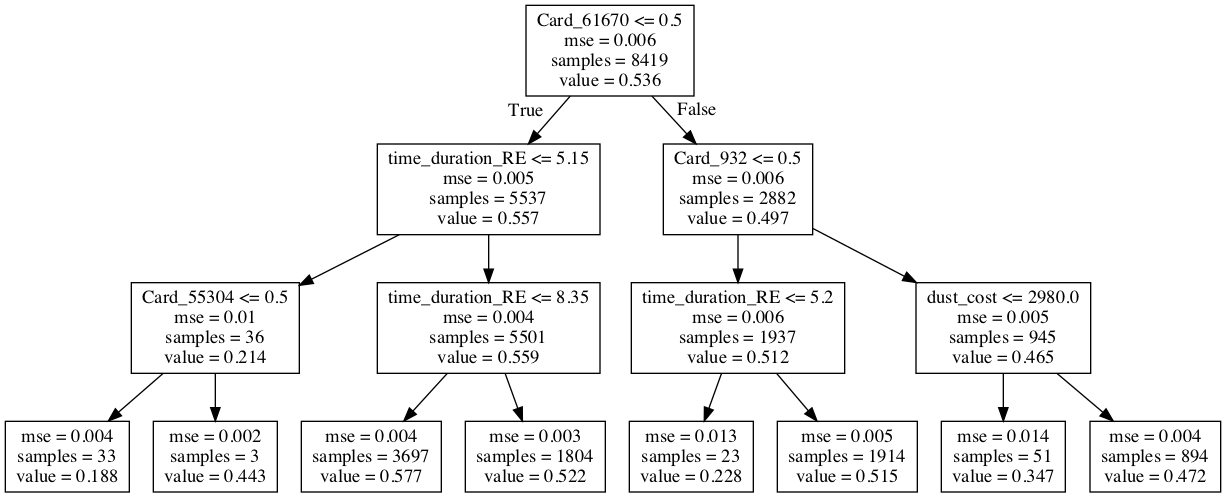 Card_61670 <= 0.5
mse = 0.006
samples = 8419
value = 0.536
True
False
time_duration_RE <= 5.15
mse = 0.005
samples = 5537
value = 0.557
Card_932 <= 0.5
mse = 0.006
samples = 2882
value = 0.497
Card_55304 <= 0.5
mse = 0.01
samples = 36
value = 0.214
time_duration_RE <= 8.35
mse = 0.004
samples = 5501
value = 0.559
time_duration_RE <= 5.2
mse = 0.006
samples = 1937
value = 0.512
dust_cost <= 2980.0
mse = 0.005
samples = 945
value = 0.465
mse = 0.004
samples = 33
value = 0.188
mse = 0.002
samples = 3
value = 0.443
mse = 0.004
samples = 3697
value = 0.577
mse = 0.003
samples = 1804
value = 0.522
mse = 0.013
samples = 23
value = 0.228
mse = 0.005
samples = 1914
value = 0.515
mse = 0.014
samples = 51
value = 0.347
mse = 0.004
samples = 894
value = 0.472